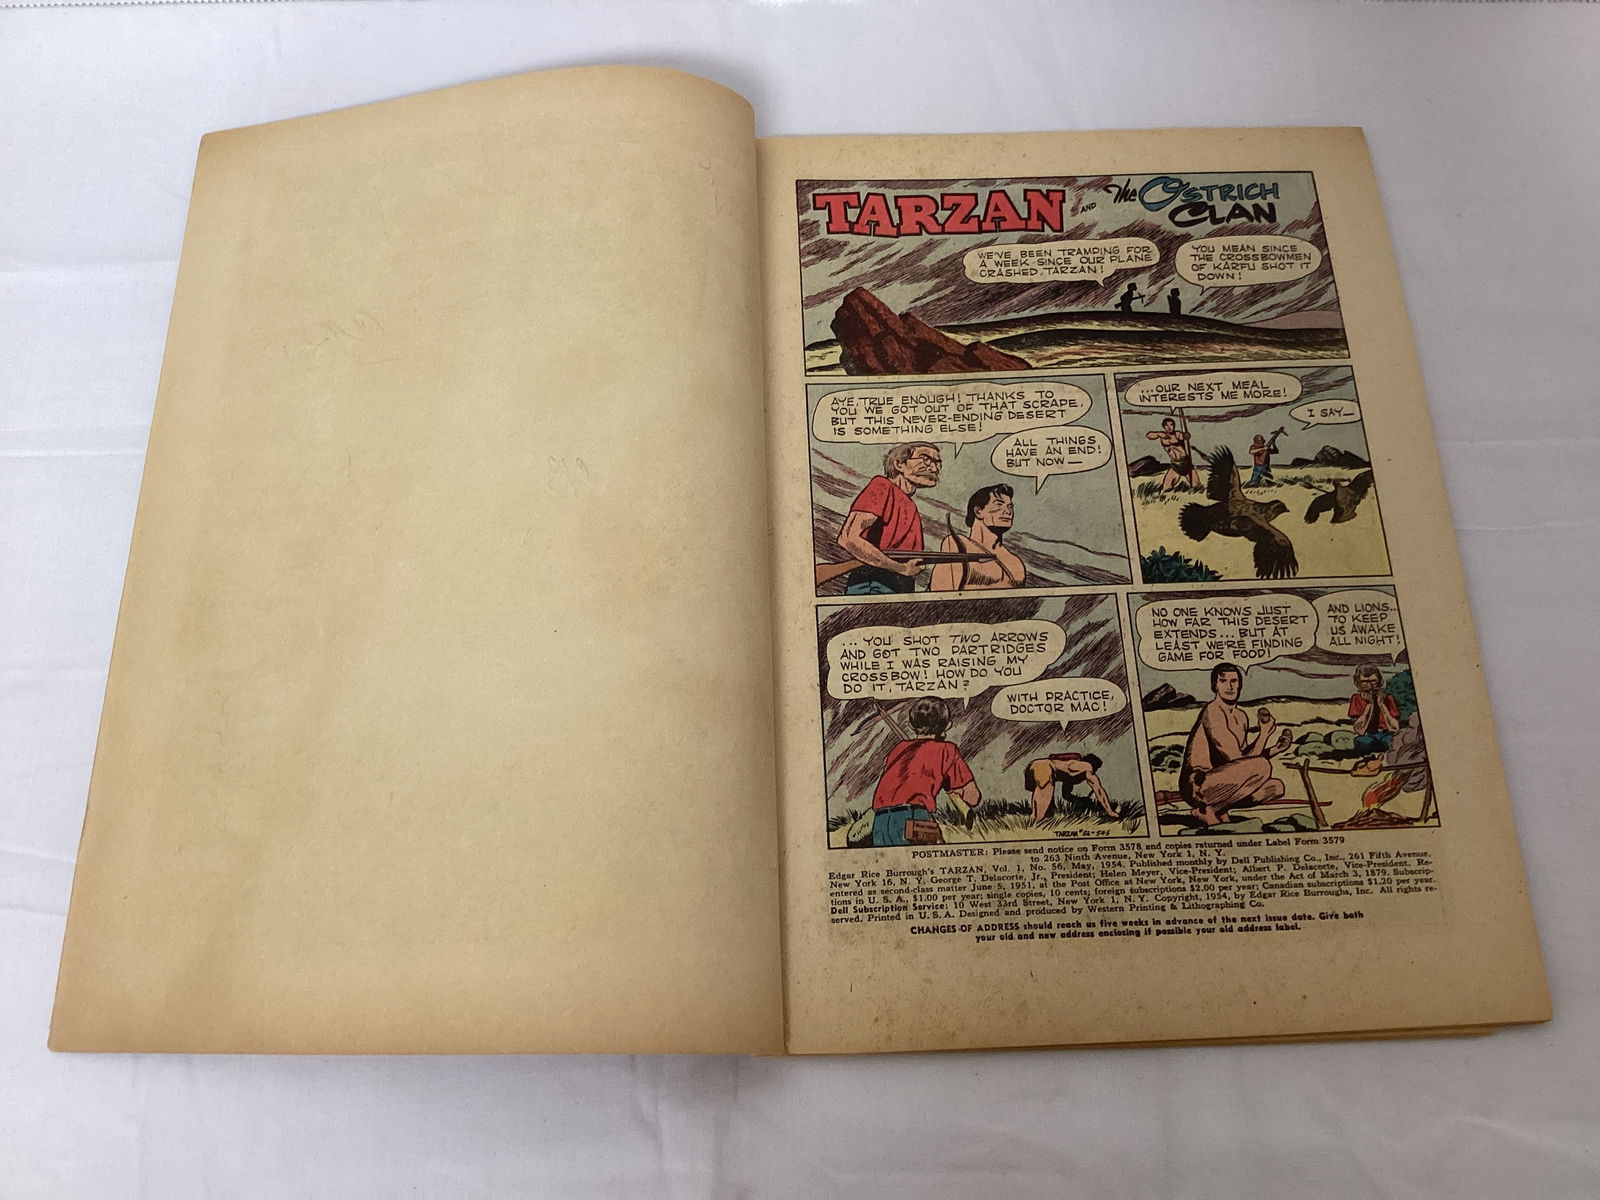 TARZAN AND The OSTRICH
CLAN
WE'VE BEEN TRAMPING FOR
A WEEK SINCE OUR PLANE
CRASHED, TARZAN!
YOU MEAN SINCE
THE CROSSBOWMEN
OF KARFU SHOT IT
DOWN!
AYE, TRUE ENOUGH! THANKS TO
YOU WE GOT OUT OF THAT SCRAPE,
BUT THIS NEVER-ENDING DESERT
IS SOMETHING ELSE!
ALL THINGS
HAVE AN END!
BUT NOW—
...OUR NEXT MEAL
INTERESTS ME MORE!
I SAY—
...YOU SHOT TWO ARROWS
AND GOT TWO PARTRIDGES
WHILE I WAS RAISING MY
CROSSBOW! HOW DO YOU
DO IT, TARZAN?
WITH PRACTICE,
DOCTOR MAC!
TARZAN #56-545
NO ONE KNOWS JUST
HOW FAR THIS DESERT
EXTENDS... BUT AT
LEAST WE'RE FINDING
GAME FOR FOOD!
AND LIONS..
TO KEEP
US AWAKE
ALL NIGHT!
POSTMASTER: Please send notice on Form 3578 and copies returned under Label Form 3579
to 263 Ninth Avenue, New York 1, N. Y.
Edgar Rice Burrough's TARZAN, Vol. 1, No. 56, May, 1954. Published monthly by Dell Publishing Co., Inc., 261 Fifth Avenue,
New York 16, N. Y. George T. Delacorte, Jr., President; Helen Meyer, Vice-President; Albert P. Delacorte, Vice-President. Re-
entered as second-class matter June 5, 1951, at the Post Office at New York, New York, under the Act of March 3, 1879. Subscrip-
tions in U. S. A., $1.00 per year; single copies, 10 cents; foreign subscriptions $2.00 per year; Canadian subscriptions $1.20 per year.
Dell Subscription Service: 10 West 33rd Street, New York 1, N. Y. Copyright, 1954, by Edgar Rice Burroughs, Inc. All rights re-
served. Printed in U. S. A. Designed and produced by Western Printing & Lithographing Co.
CHANGES OF ADDRESS should reach us five weeks in advance of the next issue date. Give both
your old and new address enclosing if possible your old address label.